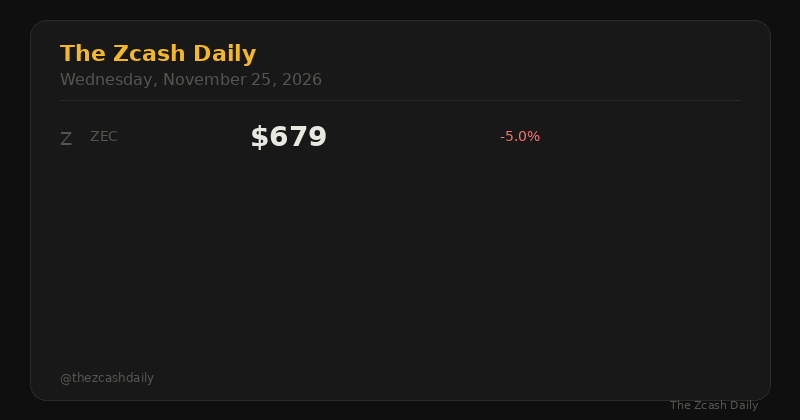 The Zcash Daily
Wednesday, November 25, 2026
Z ZEC $679 -5.0%
@thezcashdaily
The Zcash Daily